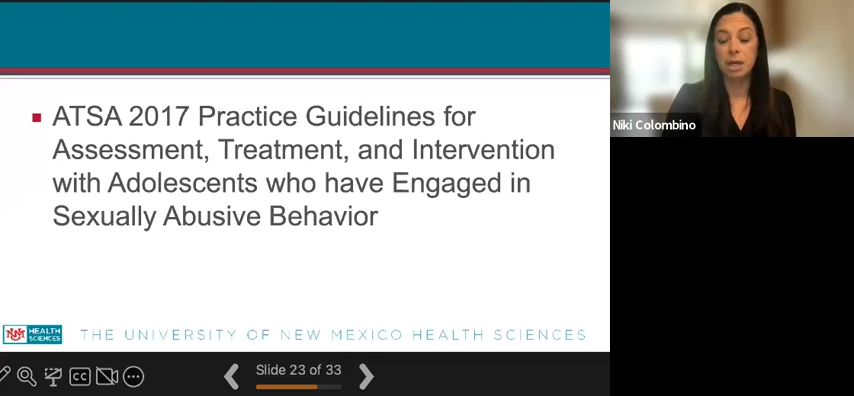 ▪ ATSA 2017 Practice Guidelines for
Assessment, Treatment, and Intervention
with Adolescents who have Engaged in
Sexually Abusive Behavior
Niki Colombino
UNM HEALTH
SCIENCES
THE UNIVERSITY OF NEW MEXICO HEALTH SCIENCES
CC
Slide 23 of 33